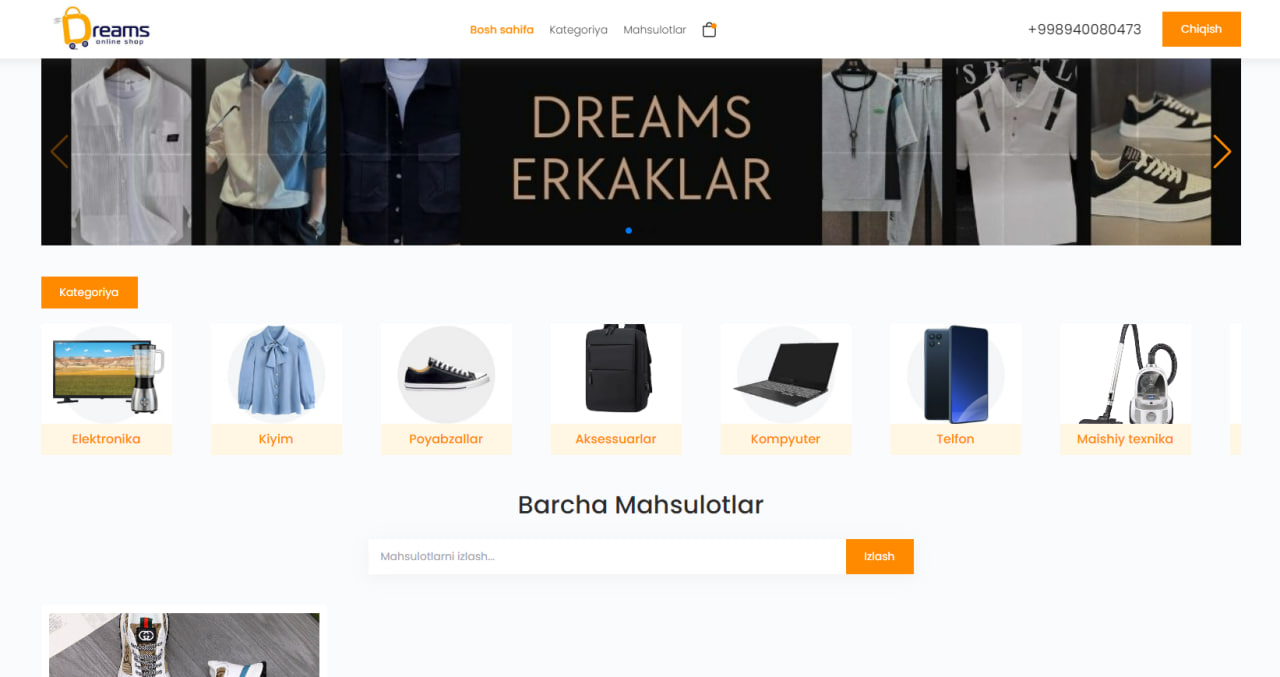 Dreams
online shop
Bosh sahifa Kategoriya Mahsulotlar
+998940080473
Chiqish
DREAMS
ERKAKLAR
Kategoriya
Elektronika
Kiyim
Poyabzallar
Aksessuarlar
Kompyuter
Telfon
Maishiy texnika
Barcha Mahsulotlar
Mahsulotlarni izlash...
Izlash